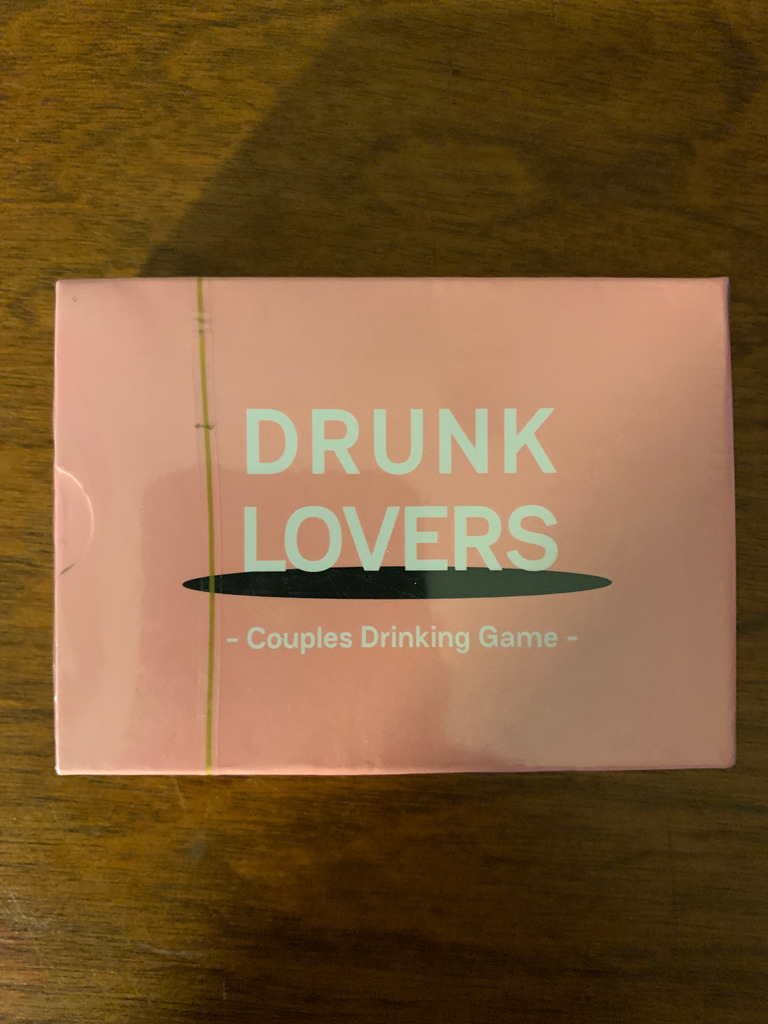 DRUNK
LOVERS
- Couples Drinking Game -